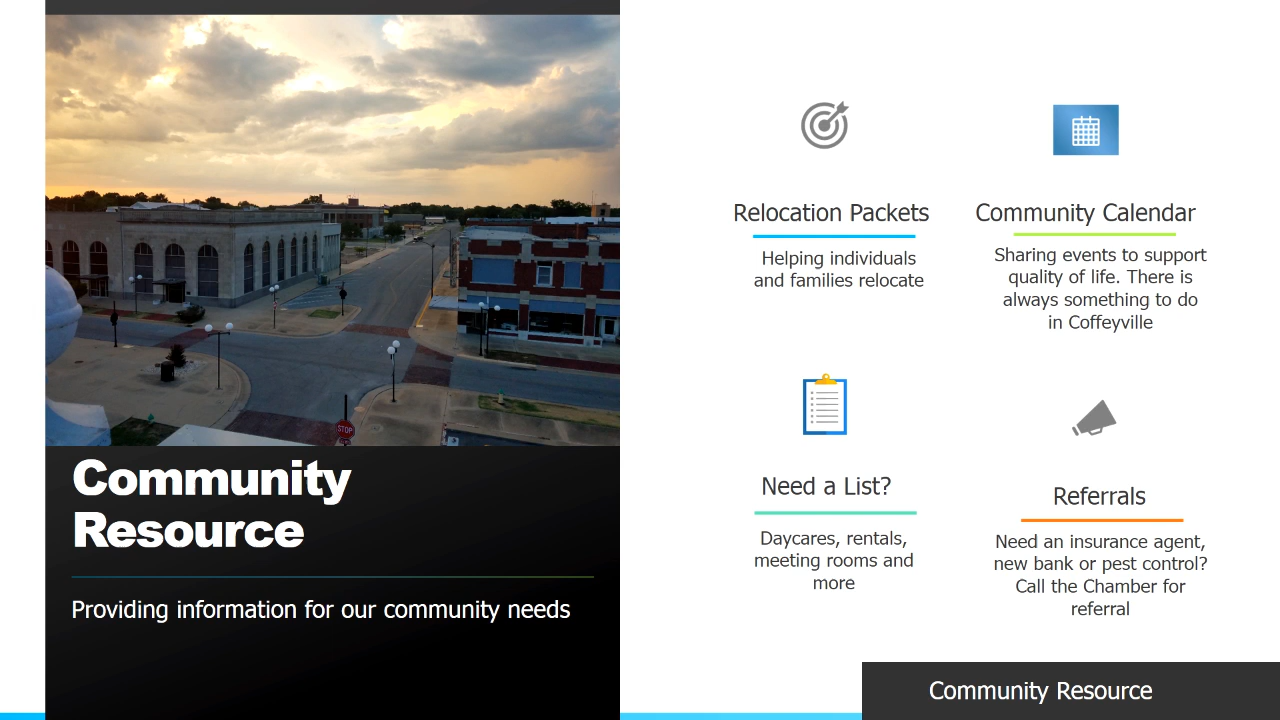 STOP
Community
Resource
Providing information for our community needs
Relocation Packets
Helping individuals
and families relocate
Community Calendar
Sharing events to support
quality of life. There is
always something to do
in Coffeyville
Need a List?
Daycares, rentals,
meeting rooms and
more
Referrals
Need an insurance agent,
new bank or pest control?
Call the Chamber for
referral
Community Resource